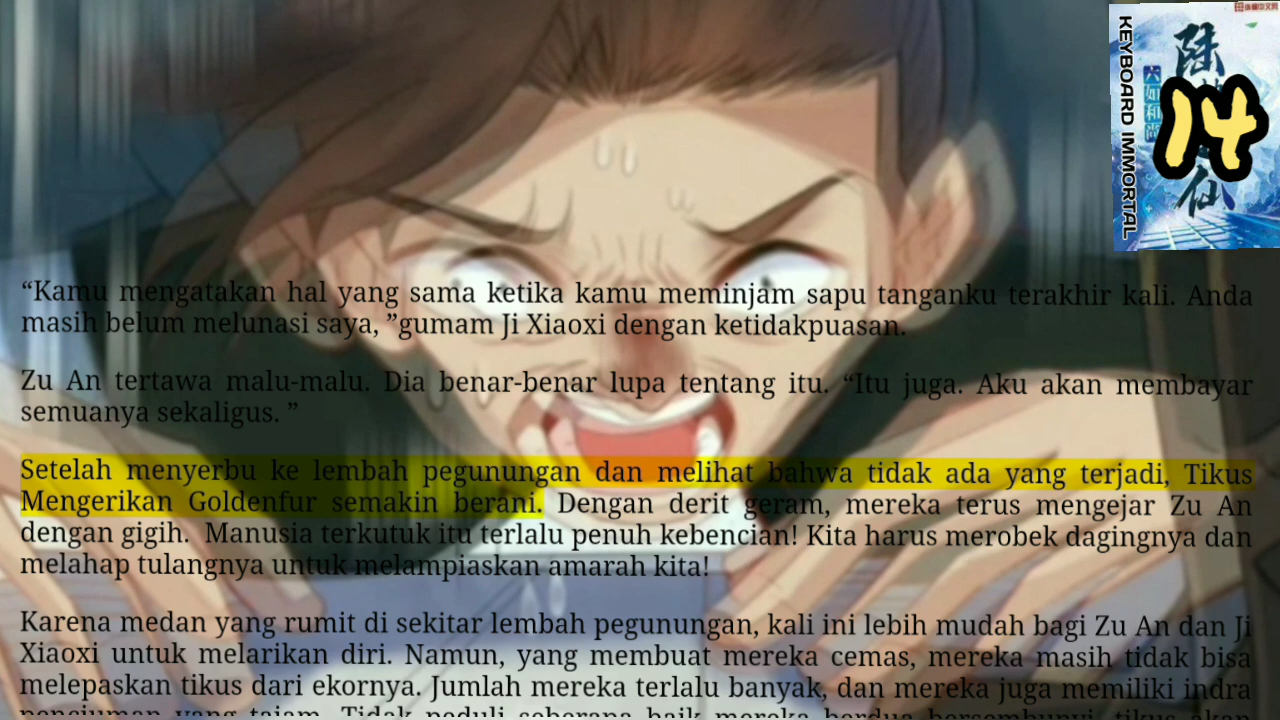 陆
仙
六如和尚
KEYBOARD IMMORTAL
14
“Kamu mengatakan hal yang sama ketika kamu meminjam sapu tanganku terakhir kali. Anda
masih belum melunasi saya, ”gumam Ji Xiaoxi dengan ketidakpuasan.
Zu An tertawa malu-malu. Dia benar-benar lupa tentang itu. “Itu juga. Aku akan membayar
semuanya sekaligus. ”
Setelah menyerbu ke lembah pegunungan dan melihat bahwa tidak ada yang terjadi, Tikus
Mengerikan Goldenfur semakin berani. Dengan derit geram, mereka terus mengejar Zu An
dengan gigih. Manusia terkutuk itu terlalu penuh kebencian! Kita harus merobek dagingnya dan
melahap tulangnya untuk melampiaskan amarah kita!
Karena medan yang rumit di sekitar lembah pegunungan, kali ini lebih mudah bagi Zu An dan Ji
Xiaoxi untuk melarikan diri. Namun, yang membuat mereka cemas, mereka masih tidak bisa
melepaskan tikus dari ekornya. Jumlah mereka terlalu banyak, dan mereka juga memiliki indra